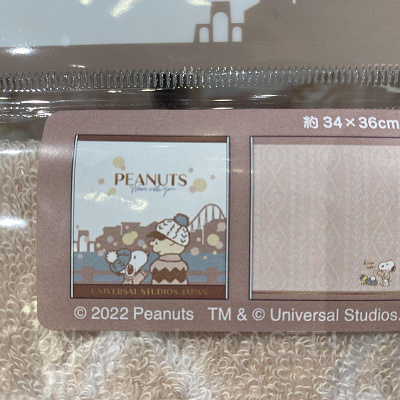 約 34×36cm
PEANUTS
UNIVERSAL STUDIOS JAPAN
© 2022 Peanuts TM & © Universal Studios.